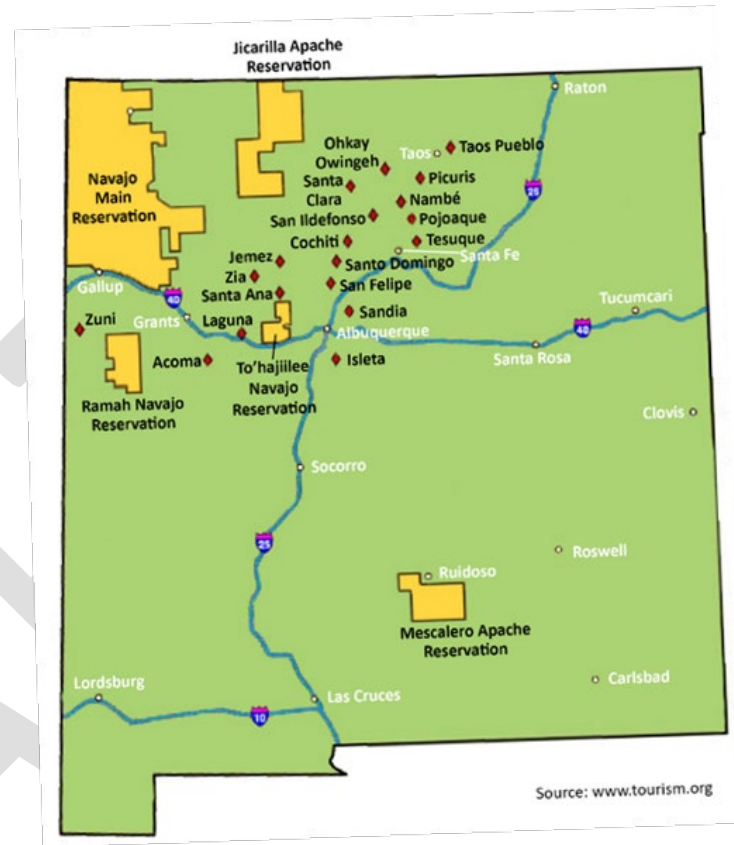 Jicarilla Apache
Reservation
Raton
Ohkay
Owingeh
Taos
Taos Pueblo
Navajo
Main
Reservation
Santa
Clara
Picuris
Nambé
San Ildefonso
Pojoaque
Cochiti
Tesuque
25
Jemez
Santo Domingo
Santa Fe
Zia
San Felipe
Gallup
40
Santa Ana
Tucumcari
Zuni
Grants
Laguna
Sandia
Albuquerque
40
Santa Rosa
Acoma
To'hajiilee
Navajo
Reservation
Isleta
Ramah Navajo
Reservation
Clovis
Socorro
25
Roswell
Ruidoso
Mescalero Apache
Reservation
Lordsburg
Carlsbad
Las Cruces
10
Source: www.tourism.org